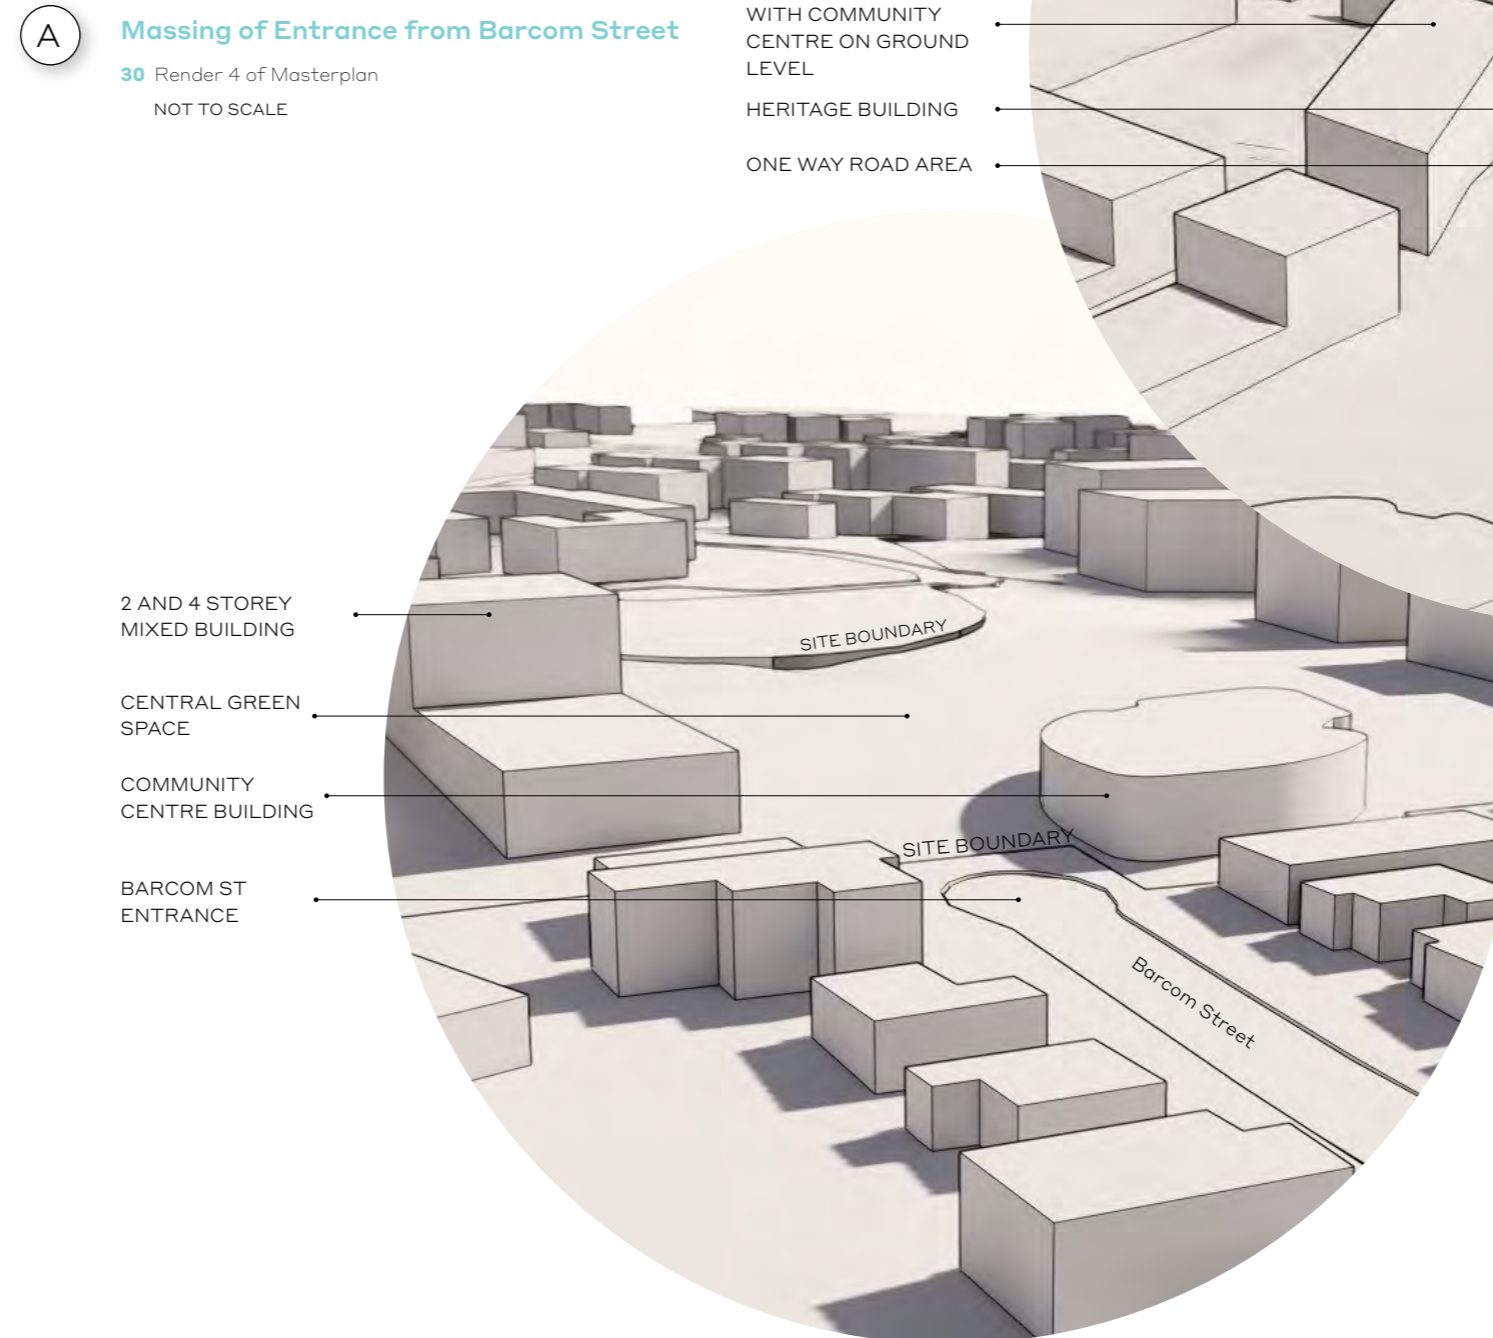 A
Massing of Entrance from Barcom Street
30 Render 4 of Masterplan
NOT TO SCALE
WITH COMMUNITY
CENTRE ON GROUND
LEVEL
HERITAGE BUILDING
ONE WAY ROAD AREA
2 AND 4 STOREY
MIXED BUILDING
CENTRAL GREEN
SPACE
COMMUNITY
CENTRE BUILDING
BARCOM ST
ENTRANCE
SITE BOUNDARY
SITE BOUNDARY
Barcom Street